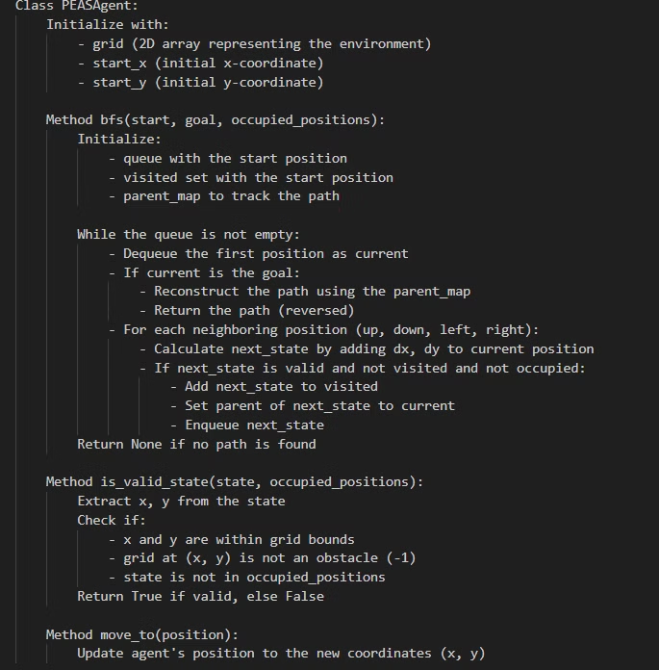 Class PEASAgent:
Initialize with:
- grid (2D array representing the environment)
- start_x (initial x-coordinate)
- start_y (initial y-coordinate)
Method bfs(start, goal, occupied_positions):
Initialize:
- queue with the start position
- visited set with the start position
- parent_map to track the path
While the queue is not empty:
- Dequeue the first position as current
- If current is the goal:
- Reconstruct the path using the parent_map
- Return the path (reversed)
- For each neighboring position (up, down, left, right):
- Calculate next_state by adding dx, dy to current position
- If next_state is valid and not visited and not occupied:
- Add next_state to visited
- Set parent of next_state to current
- Enqueue next_state
Return None if no path is found
Method is_valid_state(state, occupied_positions):
Extract x, y from the state
Check if:
- x and y are within grid bounds
- grid at (x, y) is not an obstacle (-1)
- state is not in occupied_positions
Return True if valid, else False
Method move_to(position):
Update agent's position to the new coordinates (x, y)